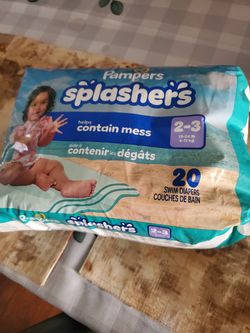 Pampers
splashers
helps
contain mess
2-3
aide à
contenir les dégâts
20
SWIM DIAPERS
COUCHES DE BAIN
splashers
2-3